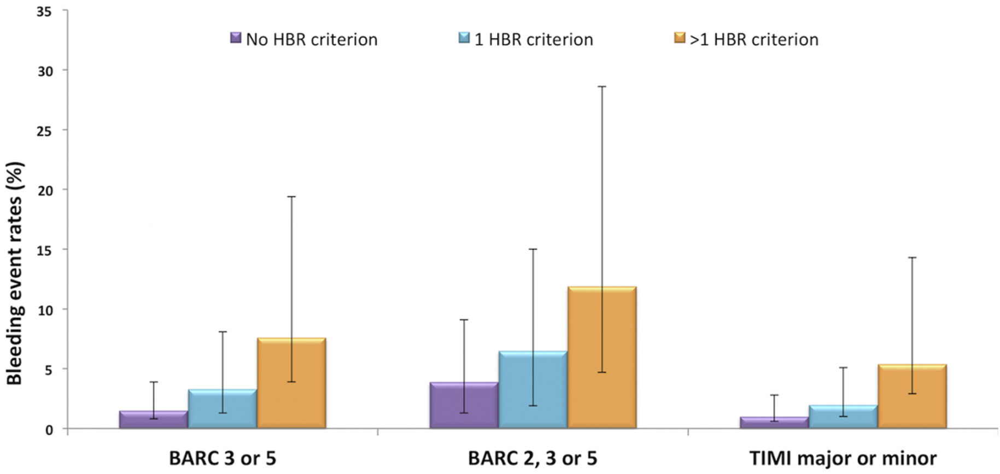 No HBR criterion
1 HBR criterion
>1 HBR criterion
Bleeding event rates (%)
35
30
25
20
15
10
5
0
BARC 3 or 5
BARC 2, 3 or 5
TIMI major or minor